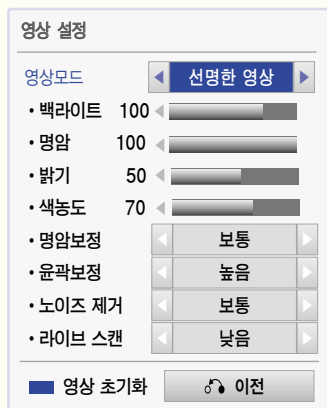 영상 설정
영상모드 선명한 영상
• 백라이트 100
• 명암 100
• 밝기 50
• 색농도 70
• 명암보정 보통
• 윤곽보정 높음
• 노이즈 제거 보통
• 라이브 스캔 낮음
영상 초기화 이전